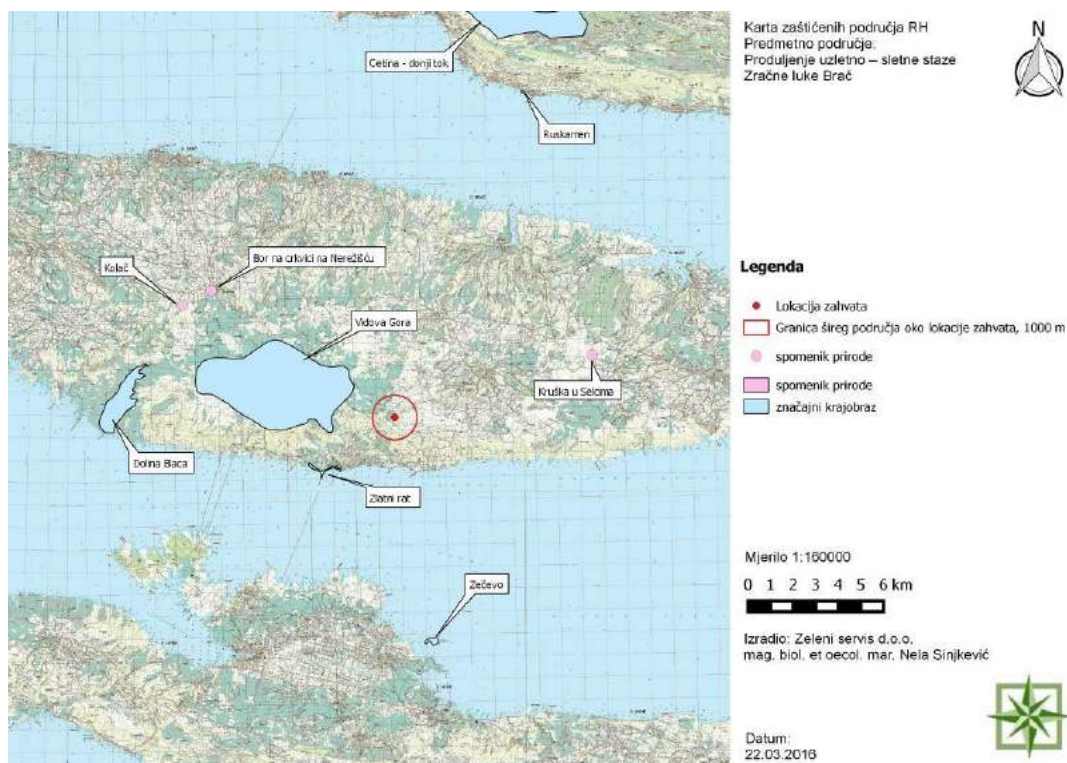 Karta zaštićenih područja RH
Predmetno područje:
Produljenje uzletno – sletne staze
Zračne luke Brač
N
Cetina - donji tok
Ruskamen
Bor na crkvici na Nerežišću
Kolač
Vidova Gora
Kruška u Selcima
Dolina Blaca
Zlatni rat
Zečevo
Legenda
Lokacija zahvata
Granica šireg područja oko lokacije zahvata, 1000 m
spomenik prirode
spomenik prirode
značajni krajobraz
Mjerilo 1:160000
0 1 2 3 4 5 6 km
Izradio: Zeleni servis d.o.o.
mag. biol. et oecol. mar. Nela Sinjkević
Datum:
22.03.2016